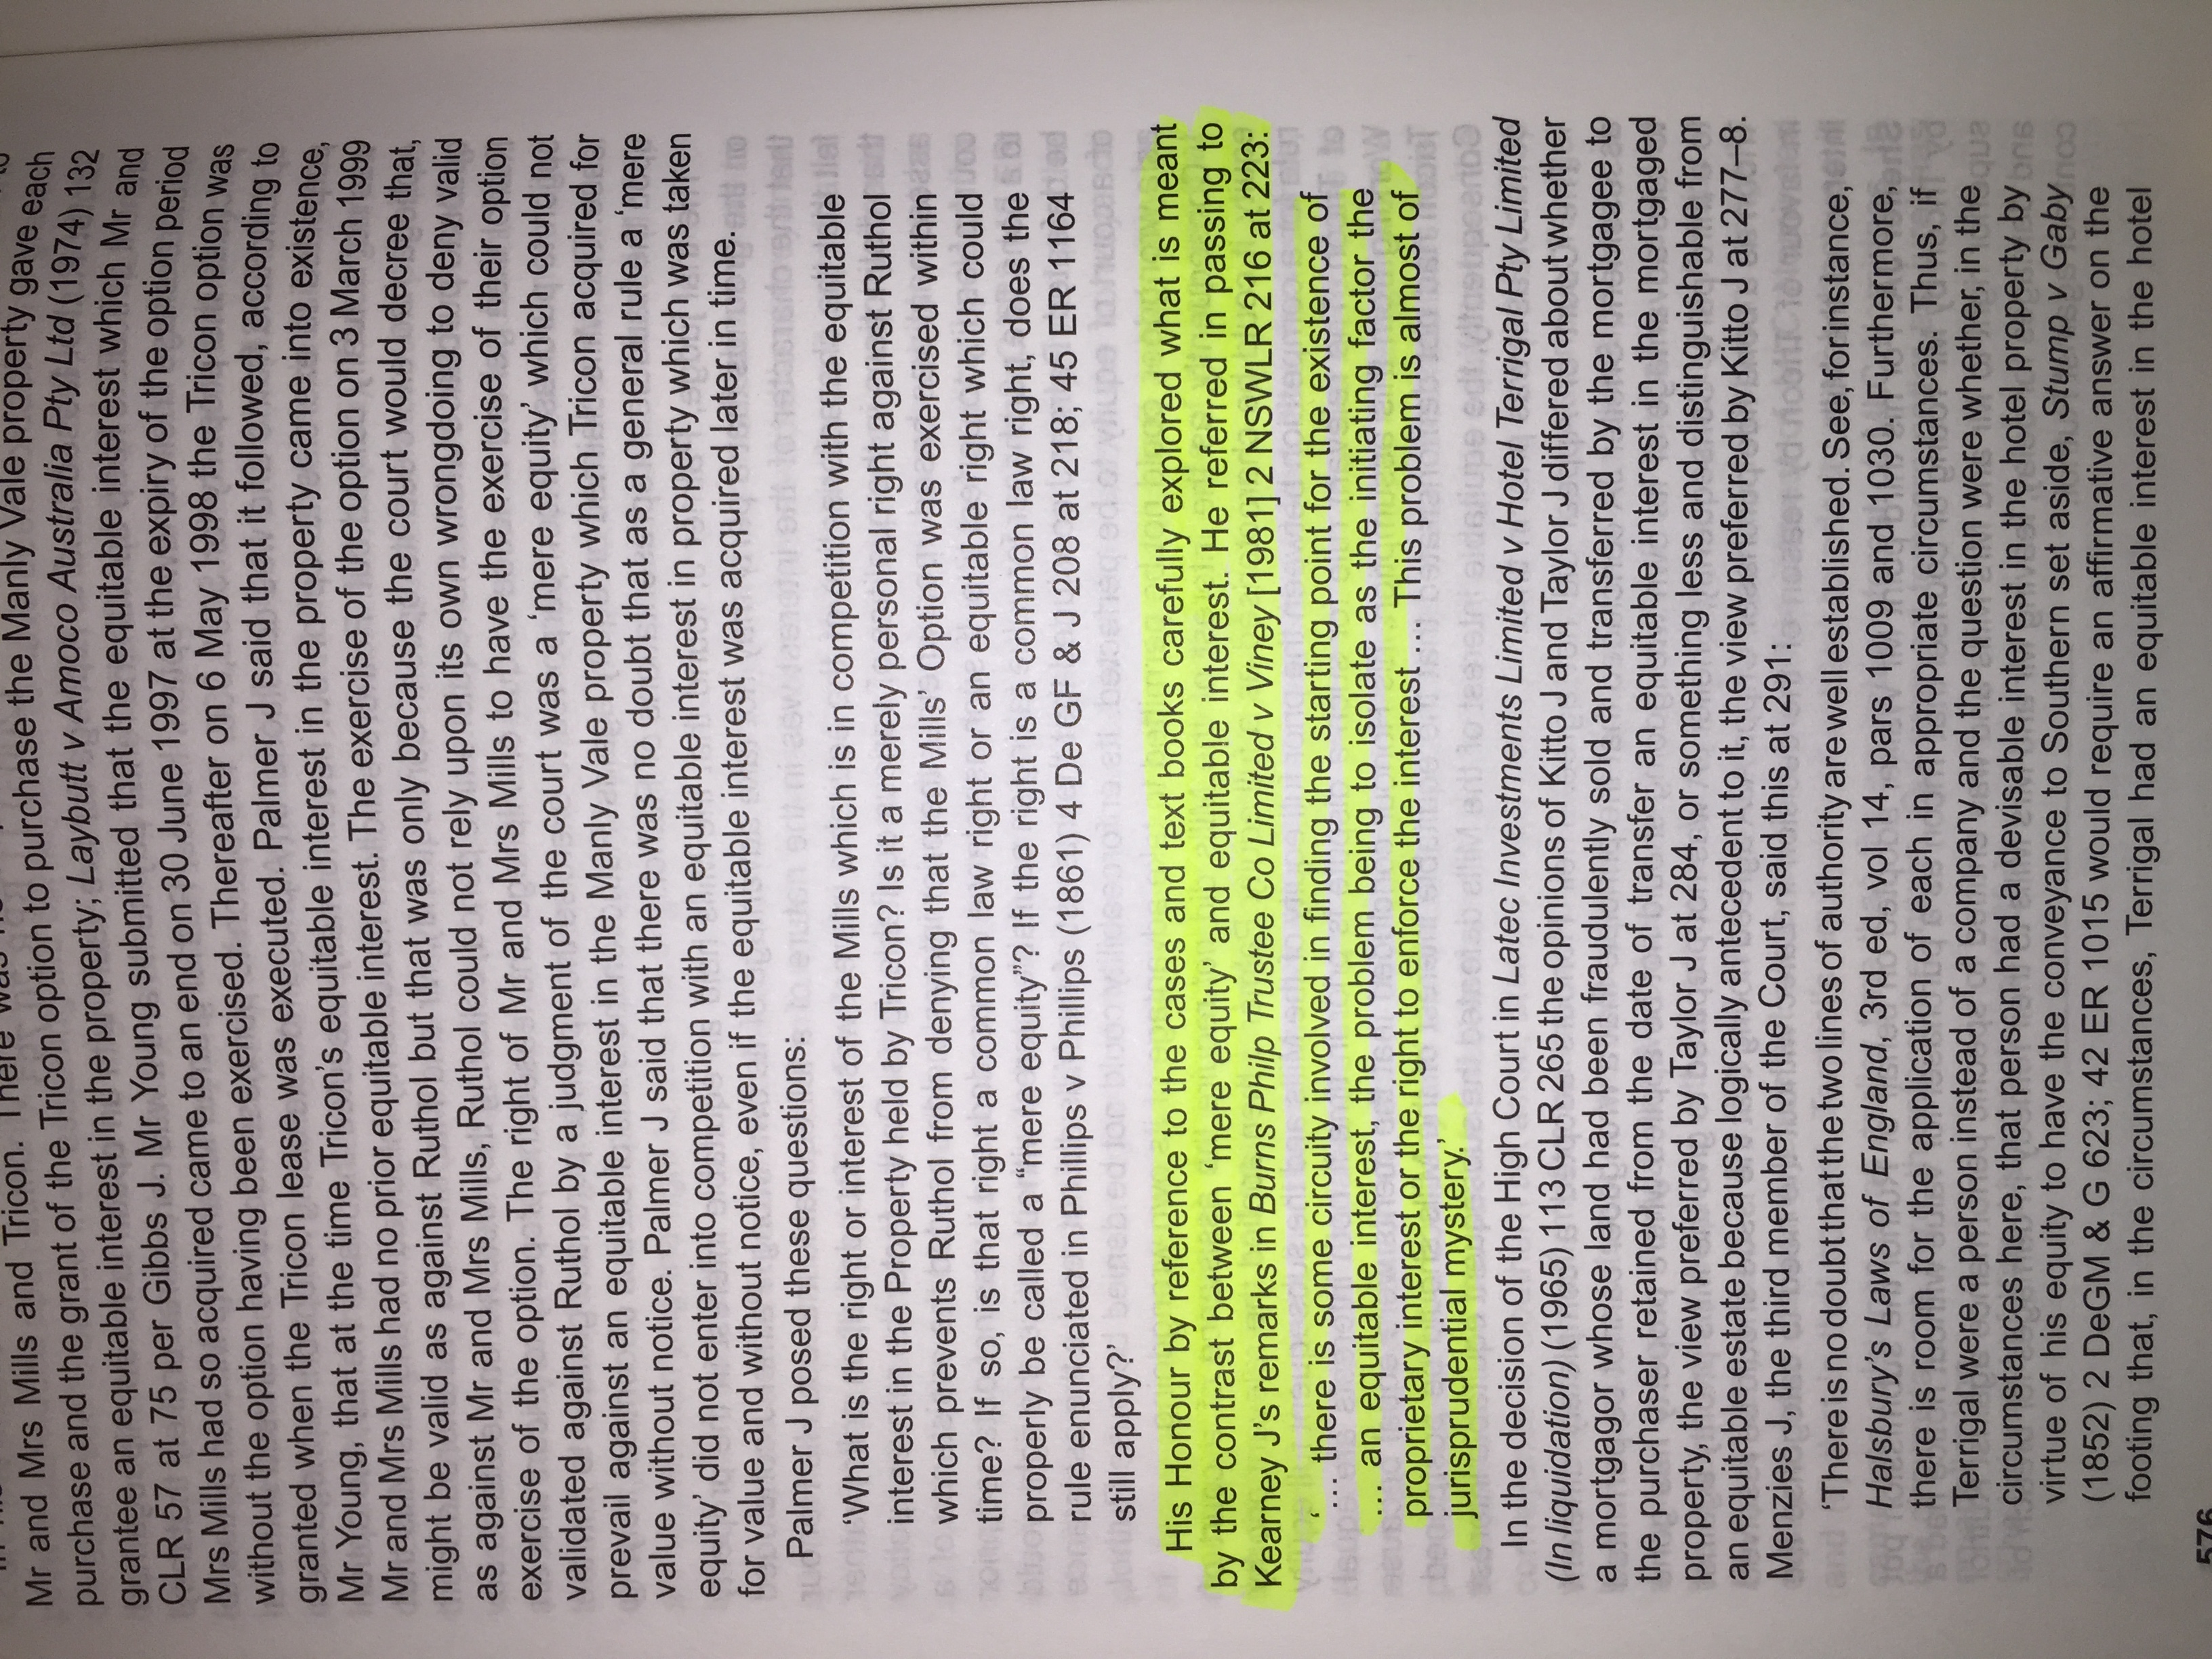 Mr and Mrs Mills and Tricon. There was
purchase and the grant of the Tricon option to purchase the Manly Vale property gave each
grantee an equitable interest in the property; Laybutt v Amoco Australia Pty Ltd (1974) 132
CLR 57 at 75 per Gibbs J. Mr Young submitted that the equitable interest which Mr and
Mrs Mills had so acquired came to an end on 30 June 1997 at the expiry of the option period
without the option having been exercised. Thereafter on 6 May 1998 the Tricon option was
granted when the Tricon lease was executed. Palmer J said that it followed, according to
Mr Young, that at the time Tricon's equitable interest in the property came into existence,
Mr and Mrs Mills had no prior equitable interest. The exercise of the option on 3 March 1999
might be valid as against Ruthol but that was only because the court would decree that,
as against Mr and Mrs Mills, Ruthol could not rely upon its own wrongdoing to deny valid
exercise of the option. The right of Mr and Mrs Mills to have the exercise of their option
validated against Ruthol by a judgment of the court was a 'mere equity' which could not
prevail against an equitable interest in the Manly Vale property which Tricon acquired for
value without notice. Palmer J said that there was no doubt that as a general rule a 'mere
equity' did not enter into competition with an equitable interest in property which was taken
for value and without notice, even if the equitable interest was acquired later in time.
Palmer J posed these questions:
'What is the right or interest of the Mills which is in competition with the equitable
interest in the Property held by Tricon? Is it a merely personal right against Ruthol
which prevents Ruthol from denying that the Mills' Option was exercised within
time? If so, is that right a common law right or an equitable right which could
properly be called a "mere equity"? If the right is a common law right, does the
rule enunciated in Phillips v Phillips (1861) 4 De GF & J 208 at 218; 45 ER 1164
still apply?'
His Honour by reference to the cases and text books carefully explored what is meant
by the contrast between 'mere equity' and equitable interest. He referred in passing to
Kearney J's remarks in Burns Philp Trustee Co Limited v Viney [1981] 2 NSWLR 216 at 223:
'
... there is some circuity involved in finding the starting point for the existence of
... an equitable interest, the problem being to isolate as the initiating factor the
proprietary interest or the right to enforce the interest ... This problem is almost of
jurisprudential mystery.'
In the decision of the High Court in Latec Investments Limited v Hotel Terrigal Pty Limited
(In liquidation) (1965) 113 CLR 265 the opinions of Kitto J and Taylor J differed about whether
a mortgagor whose land had been fraudulently sold and transferred by the mortgagee to
the purchaser retained from the date of transfer an equitable interest in the mortgaged
property, the view preferred by Taylor J at 284, or something less and distinguishable from
an equitable estate because logically antecedent to it, the view preferred by Kitto J at 277–8.
Menzies J, the third member of the Court, said this at 291:
'There is no doubt that the two lines of authority are well established. See, for instance,
Halsbury's Laws of England, 3rd ed, vol 14, pars 1009 and 1030. Furthermore,
there is room for the application of each in appropriate circumstances. Thus, if
Terrigal were a person instead of a company and the question were whether, in the
circumstances here, that person had a devisable interest in the hotel property by
virtue of his equity to have the conveyance to Southern set aside, Stump v Gaby
(1852) 2 DeGM & G 623; 42 ER 1015 would require an affirmative answer on the
footing that, in the circumstances, Terrigal had an equitable interest in the hotel
576